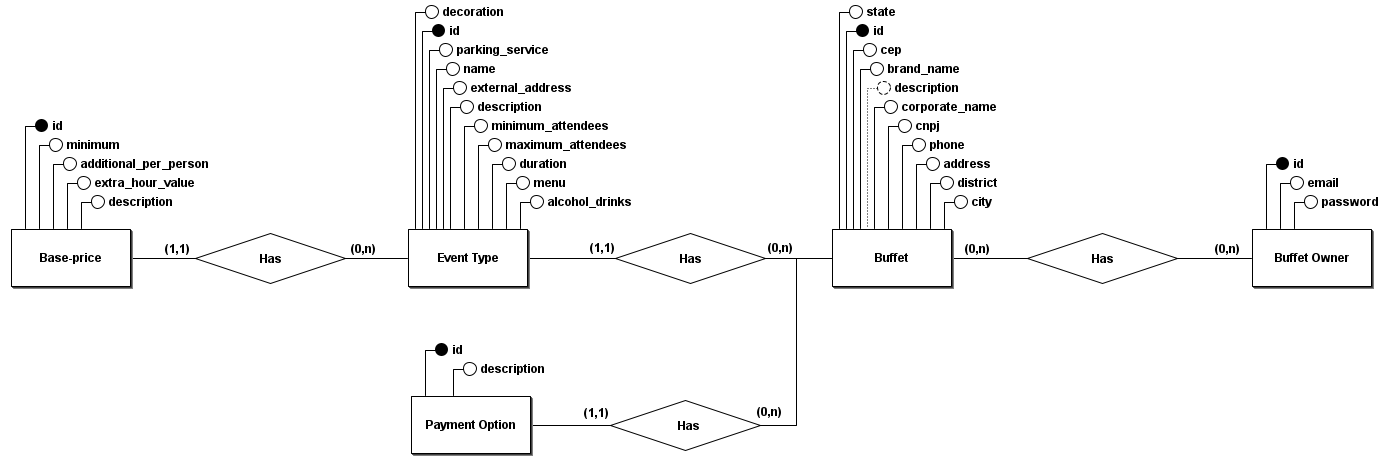 decoration
id
parking_service
name
external_address
description
minimum_attendees
maximum_attendees
duration
menu
alcohol_drinks
state
id
cep
brand_name
description
corporate_name
cnpj
phone
address
district
city
id
minimum
additional_per_person
extra_hour_value
description
id
email
password
Base-price
(1,1)
Has
(0,n)
Event Type
(1,1)
Has
(0,n)
Buffet
(0,n)
Has
(0,n)
Buffet Owner
id
description
Payment Option
(1,1)
Has
(0,n)